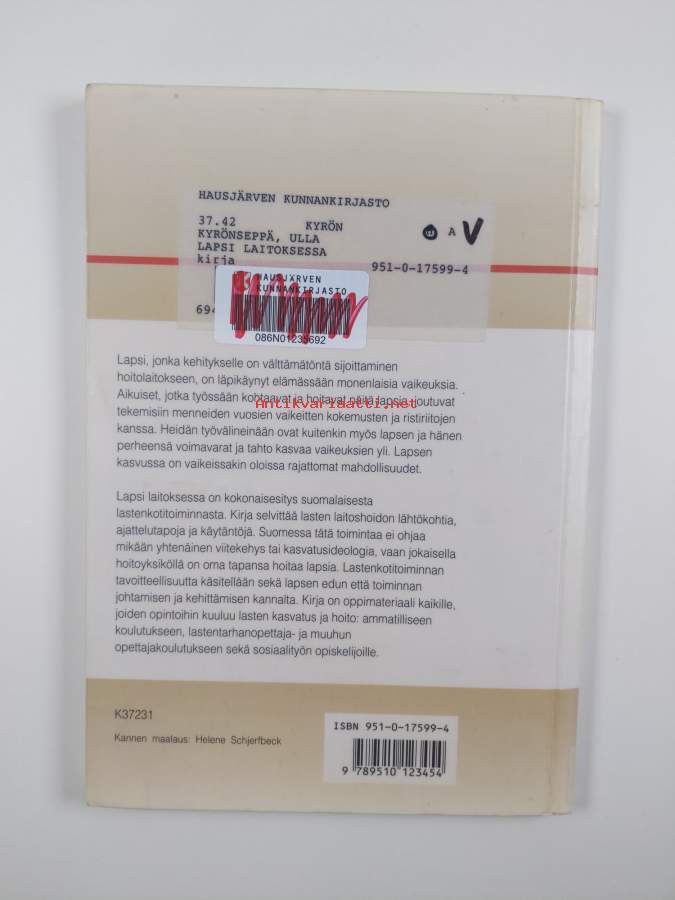 HAUSJÄRVEN KUNNANKIRJASTO
37.42 KYRÖN
KYRÖNSEPPÄ, ULLA
LAPSI LAITOKSESSA
kirja 951-0-17599-4
A V
694
HAUSJÄRVEN
KUNNANKIRJASTO
086N01235692
Lapsi, jonka kehitykselle on välttämätöntä sijoittaminen
hoitolaitokseen, on läpikäynyt elämässään monenlaisia vaikeuksia.
Aikuiset, jotka työssään kohtaavat ja hoitavat näitä lapsia, joutuvat
Antikvariaatti.net
tekemisiin menneiden vuosien vaikeitten kokemusten ja ristiriitojen
kanssa. Heidän työvälineinään ovat kuitenkin myös lapsen ja hänen
perheensä voimavarat ja tahto kasvaa vaikeuksien yli. Lapsen
kasvussa on vaikeissakin oloissa rajattomat mahdollisuudet.
Lapsi laitoksessa on kokonaisesitys suomalaisesta
lastenkotitoiminnasta. Kirja selvittää lasten laitoshoidon lähtökohtia,
ajattelutapoja ja käytäntöjä. Suomessa tätä toimintaa ei ohjaa
mikään yhtenäinen viitekehys tai kasvatusideologia, vaan jokaisella
hoitoyksiköllä on oma tapansa hoitaa lapsia. Lastenkotitoiminnan
tavoitteellisuutta käsitellään sekä lapsen edun että toiminnan
johtamisen ja kehittämisen kannalta. Kirja on oppimateriaali kaikille,
joiden opintoihin kuuluu lasten kasvatus ja hoito: ammatilliseen
koulutukseen, lastentarhanopettaja- ja muuhun
opettajakoulutukseen sekä sosiaalityön opiskelijoille.
K37231
Kannen maalaus: Helene Schjerfbeck
ISBN 951-0-17599-4
9 789510 123454